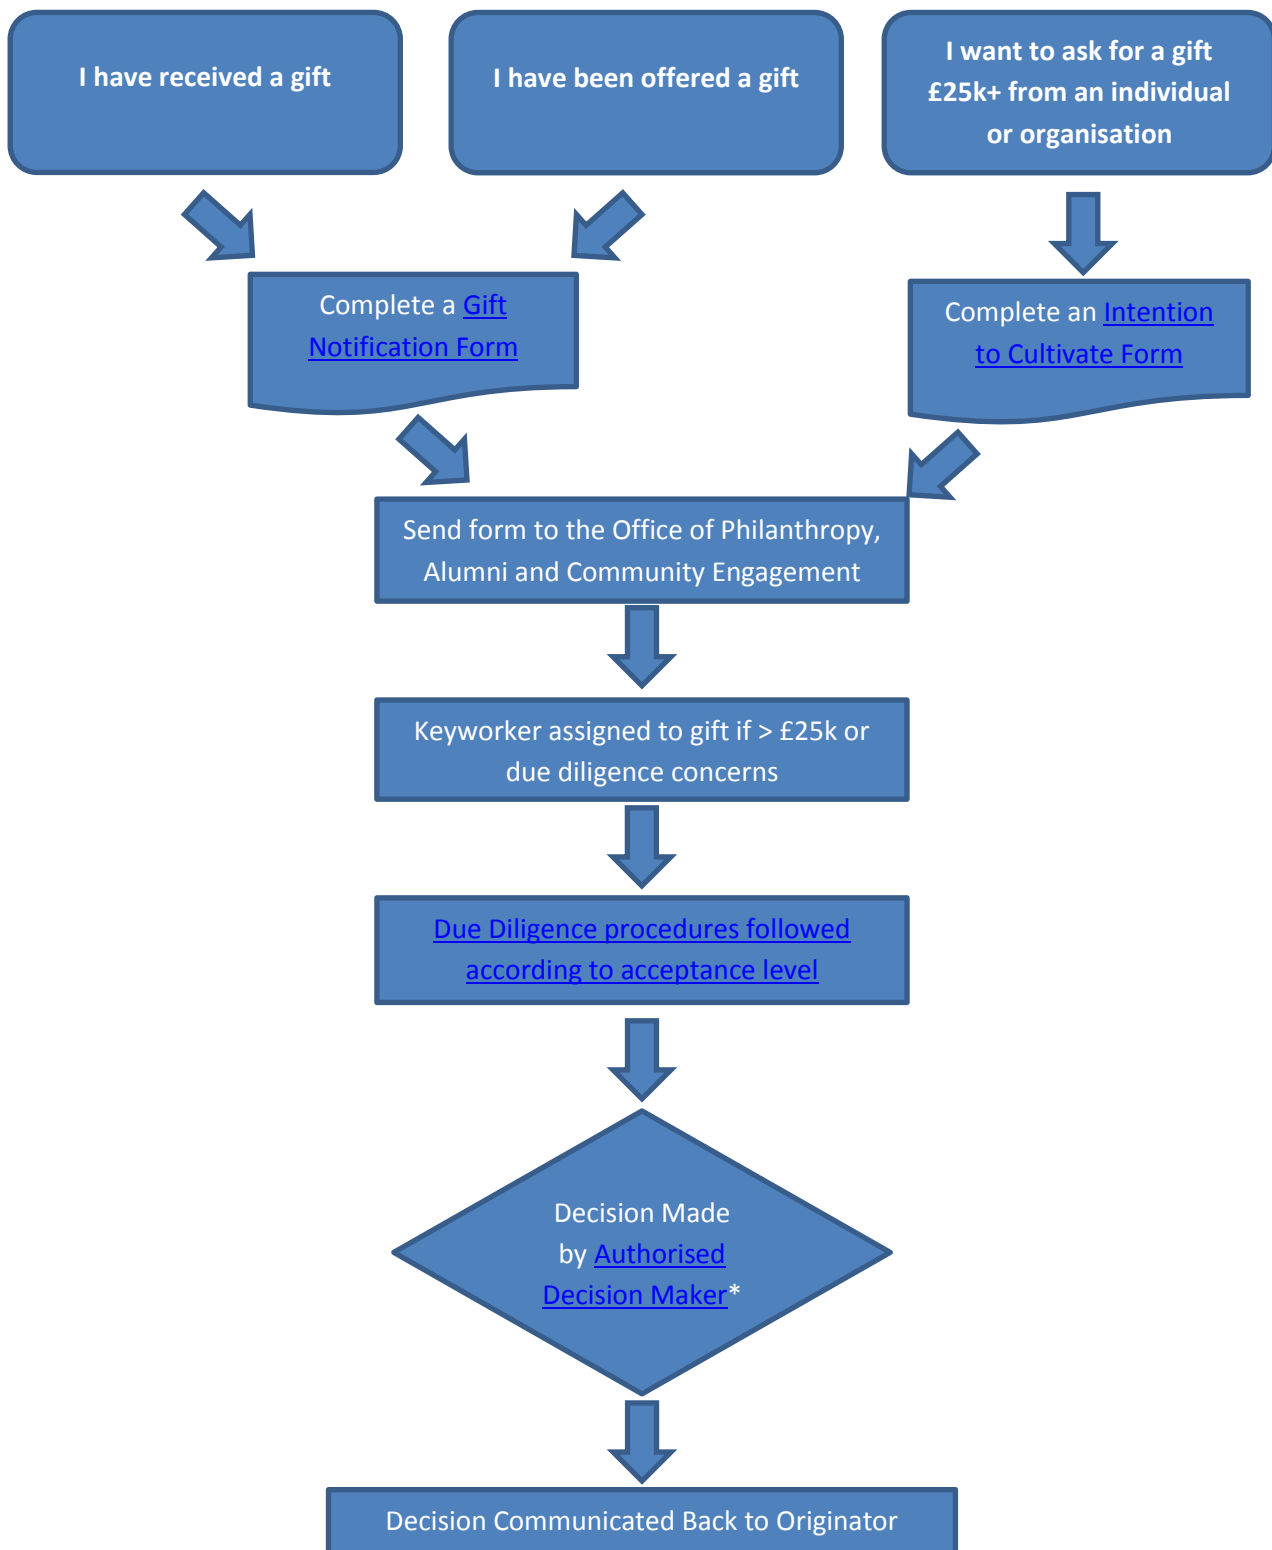 I have received a gift
I have been offered a gift
I want to ask for a gift
£25k+ from an individual
or organisation
Complete a Gift
Notification Form
Complete an Intention
to Cultivate Form
Send form to the Office of Philanthropy,
Alumni and Community Engagement
Keyworker assigned to gift if > £25k or
due diligence concerns
Due Diligence procedures followed
according to acceptance level
Decision Made
by Authorised
Decision Maker*
Decision Communicated Back to Originator